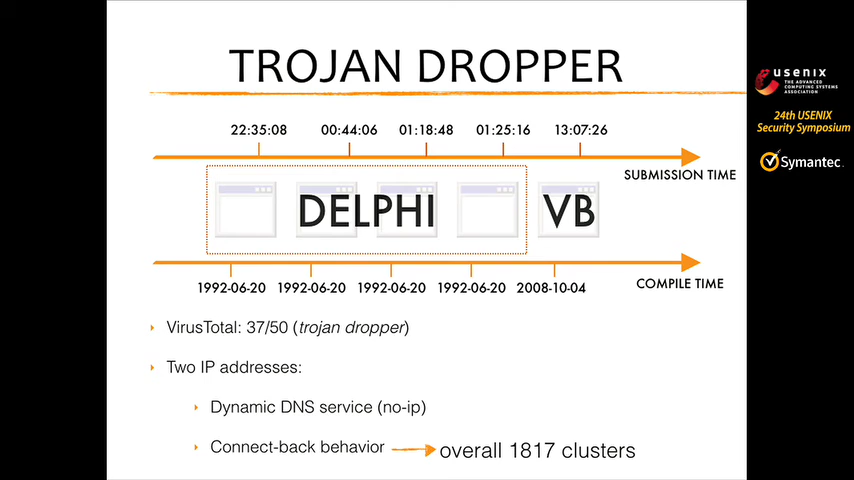 TROJAN DROPPER
22:35:08 00:44:06 01:18:48 01:25:16 13:07:26
SUBMISSION TIME
DELPHI VB
COMPILE TIME
1992-06-20 1992-06-20 1992-06-20 1992-06-20 2008-10-04
VirusTotal: 37/50 (trojan dropper)
Two IP addresses:
Dynamic DNS service (no-ip)
Connect-back behavior
overall 1817 clusters
usenix
THE ADVANCED
COMPUTING SYSTEMS
ASSOCIATION
24th USENIX
Security Symposium
Symantec.